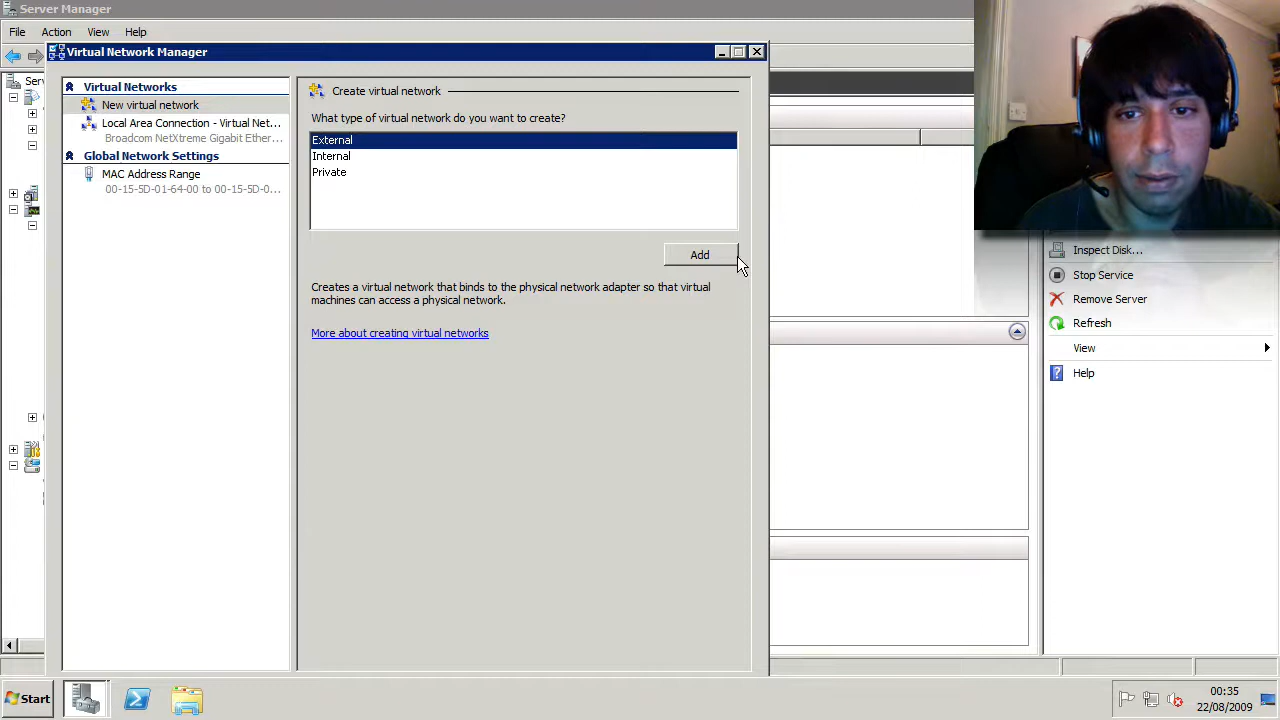 Server Manager
File Action View Help
Virtual Network Manager
Virtual Networks
New virtual network
Local Area Connection - Virtual Net...
Broadcom NetXtreme Gigabit Ether...
Global Network Settings
MAC Address Range
00-15-5D-01-64-00 to 00-15-5D-0...
Create virtual network
What type of virtual network do you want to create?
External
Internal
Private
Add
Creates a virtual network that binds to the physical network adapter so that virtual
machines can access a physical network.
More about creating virtual networks
Inspect Disk...
Stop Service
Remove Server
Refresh
View
Help
Start
00:35
22/08/2009